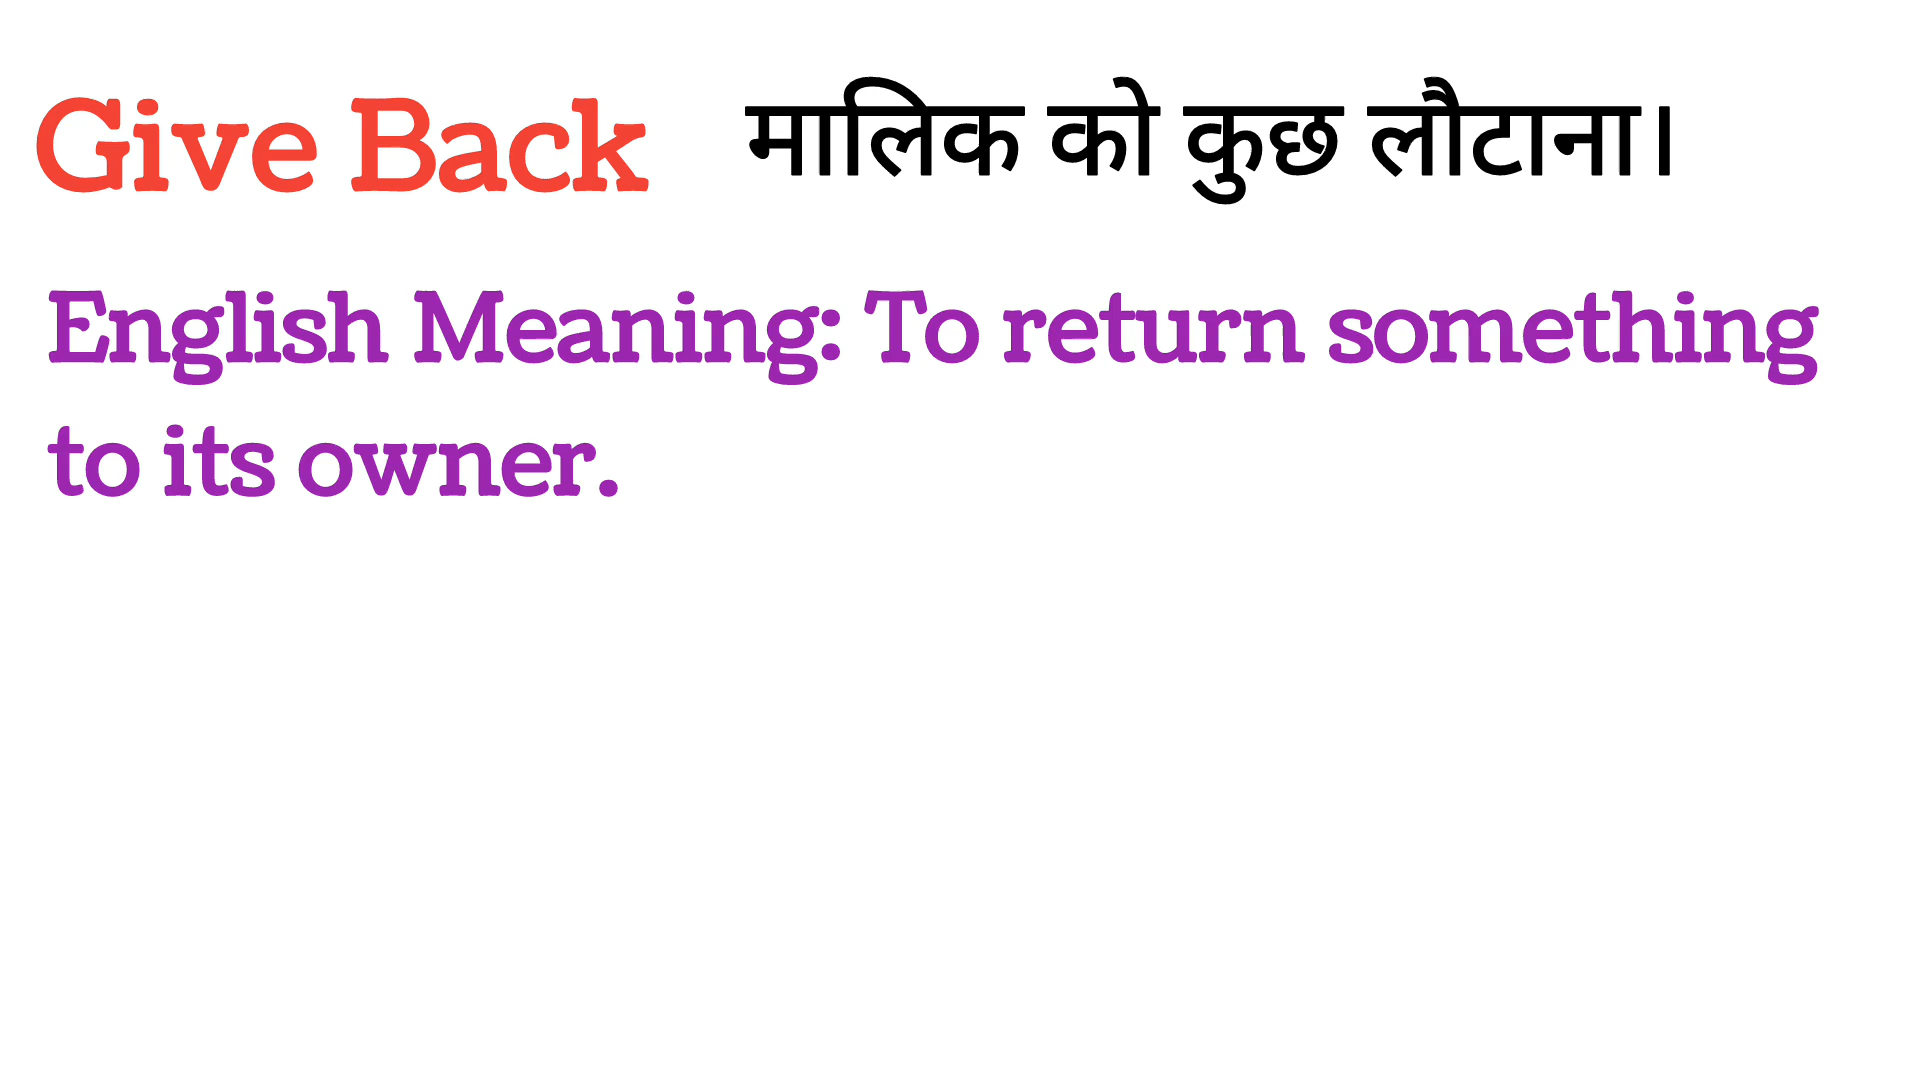 Give Back मालिक को कुछ लौटाना।
English Meaning: To return something
to its owner.